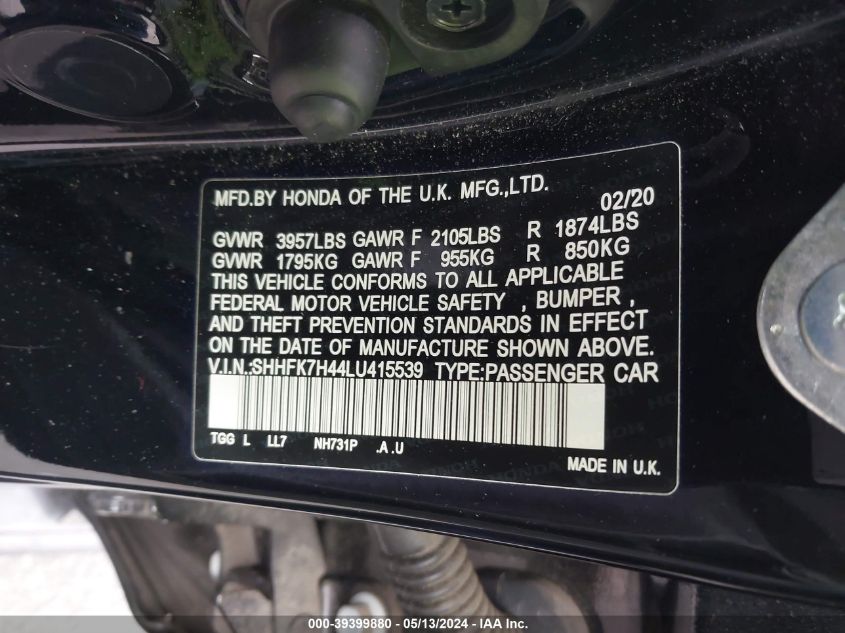 MFD.BY HONDA OF THE U.K. MFG.,LTD. 02/20
GVWR 3957LBS GAWR F 2105LBS R 1874LBS
GVWR 1795KG GAWR F 955KG R 850KG
THIS VEHICLE CONFORMS TO ALL APPLICABLE
FEDERAL MOTOR VEHICLE SAFETY , BUMPER ,
AND THEFT PREVENTION STANDARDS IN EFFECT
ON THE DATE OF MANUFACTURE SHOWN ABOVE.
V.I.N.:SHHFK7H44LU415539 TYPE:PASSENGER CAR
TGG L LL7 NH731P .A .U
MADE IN U.K.
000-39399880 - 05/13/2024 - IAA Inc.